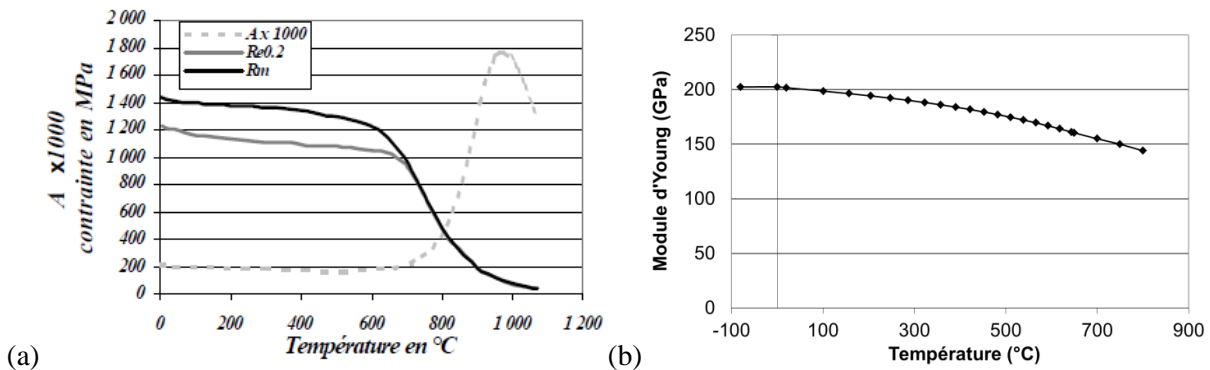 2 000
1 800
1 600
1 400
1 200
1 000
800
600
400
200
0
A x 1000
Re0.2
Rm
A x1000
contrainte en MPa
0 200 400 600 800 1 000 1 200
Température en °C
(a)
250
200
150
100
50
0
Module d'Young (GPa)
-100 100 300 500 700 900
Température (°C)
(b)